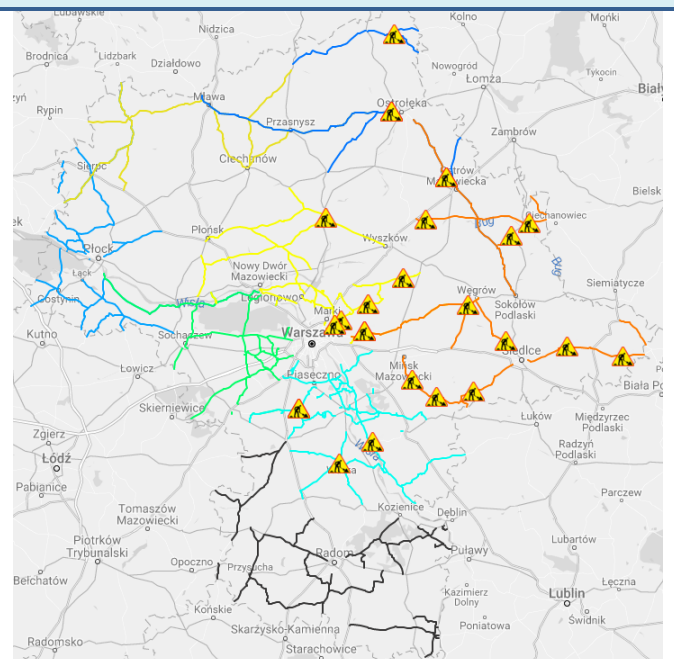 Lubawskie
Kolno
Mońki
Nidzica
Brodnica
Lidzbark
Działdowo
Nowogród
Łomża
Tykocin
Rypin
Mława
Ostrołęka
Przasnysz
Zambrów
Ciechanów
Sierpc
Mazowiecka
Bielsk
Ciechanowiec
Bug
Płońsk
Wyszków
Płock
Łąck
Nowy Dwór
Mazowiecki
Bug
Siemiatycze
Węgrów
Gostynin
Wisła
Legionowo
Sokołów
Podlaski
Marki
Kutno
Sochaczew
Warszawa
Siedlce
Łowicz
Piaseczno
Mińsk
Mazowiecki
Biała Po
Skierniewice
Łuków
Międzyrzec
Podlaski
Zgierz
Radzyń
Podlaski
Łódź
Pabianice
Kozienice
Dęblin
Parczew
Tomaszów
Mazowiecki
Piotrków
Trybunalski
Lubartów
Opoczno
Przysucha
Radom
Puławy
Bełchatów
Łęczna
Końskie
Kazimierz
Dolny
Lublin
Świdnik
Radomsko
Skarżysko-Kamienna
Poniatowa
Starachowice